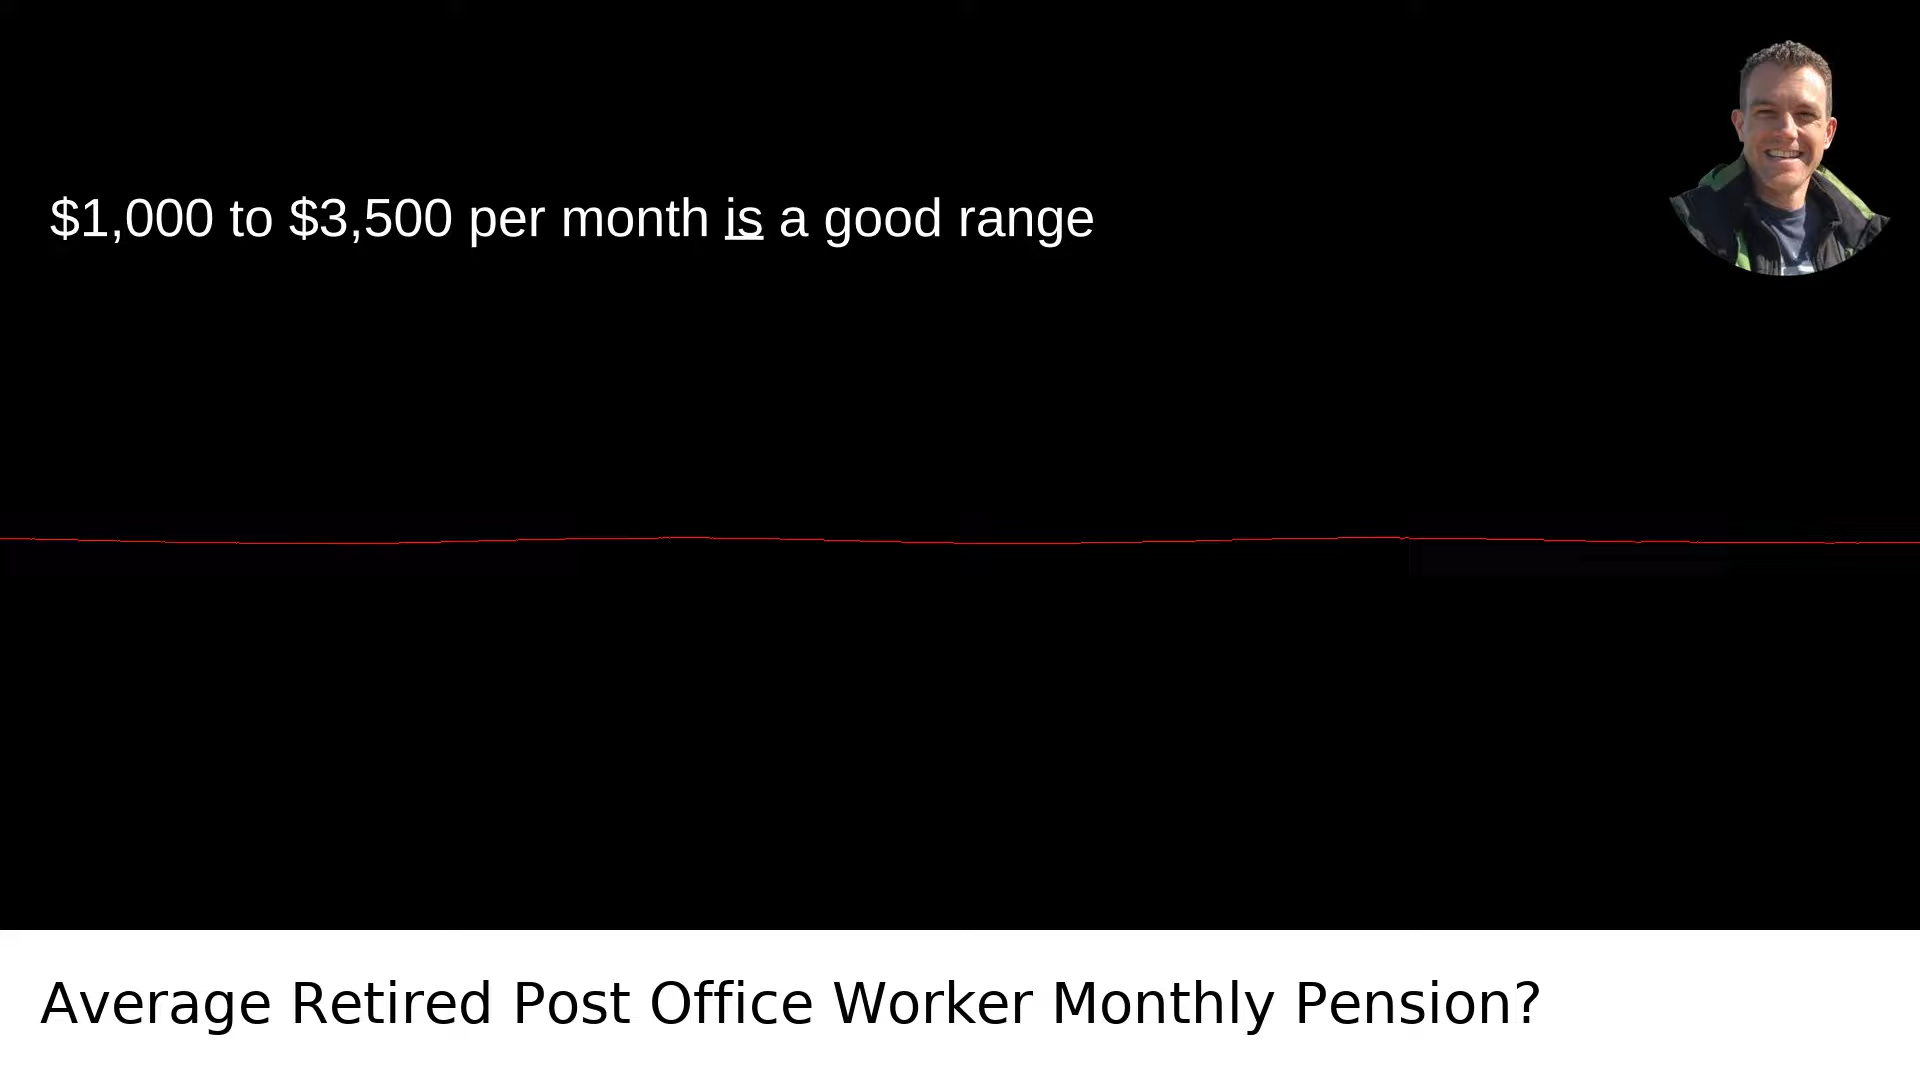 $1,000 to $3,500 per month is a good range
Average Retired Post Office Worker Monthly Pension?